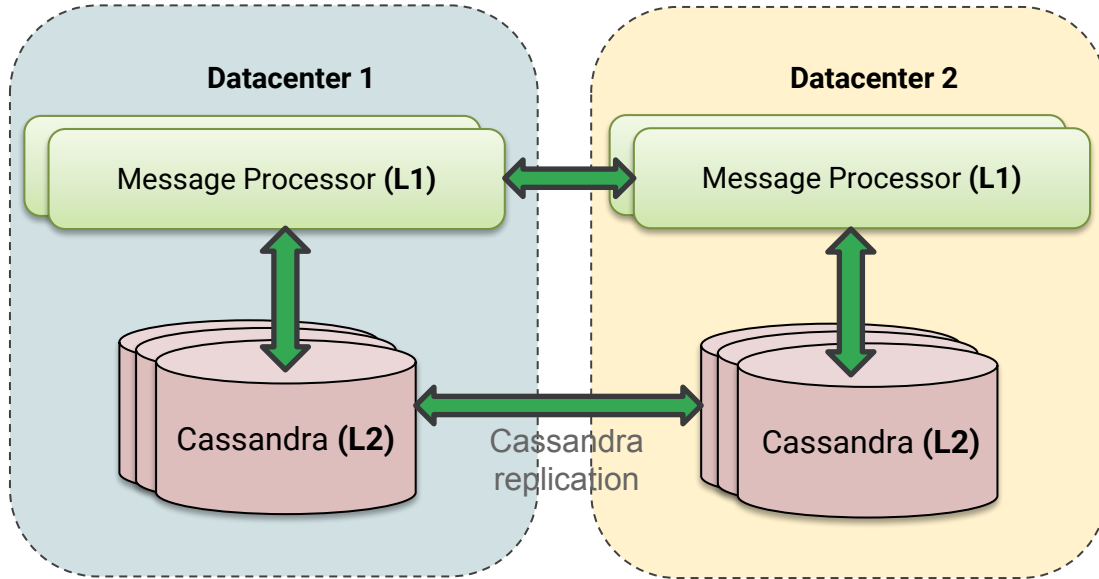 Datacenter 1
Datacenter 2
Message Processor (L1)
Message Processor (L1)
Cassandra (L2)
Cassandra (L2)
Cassandra
replication